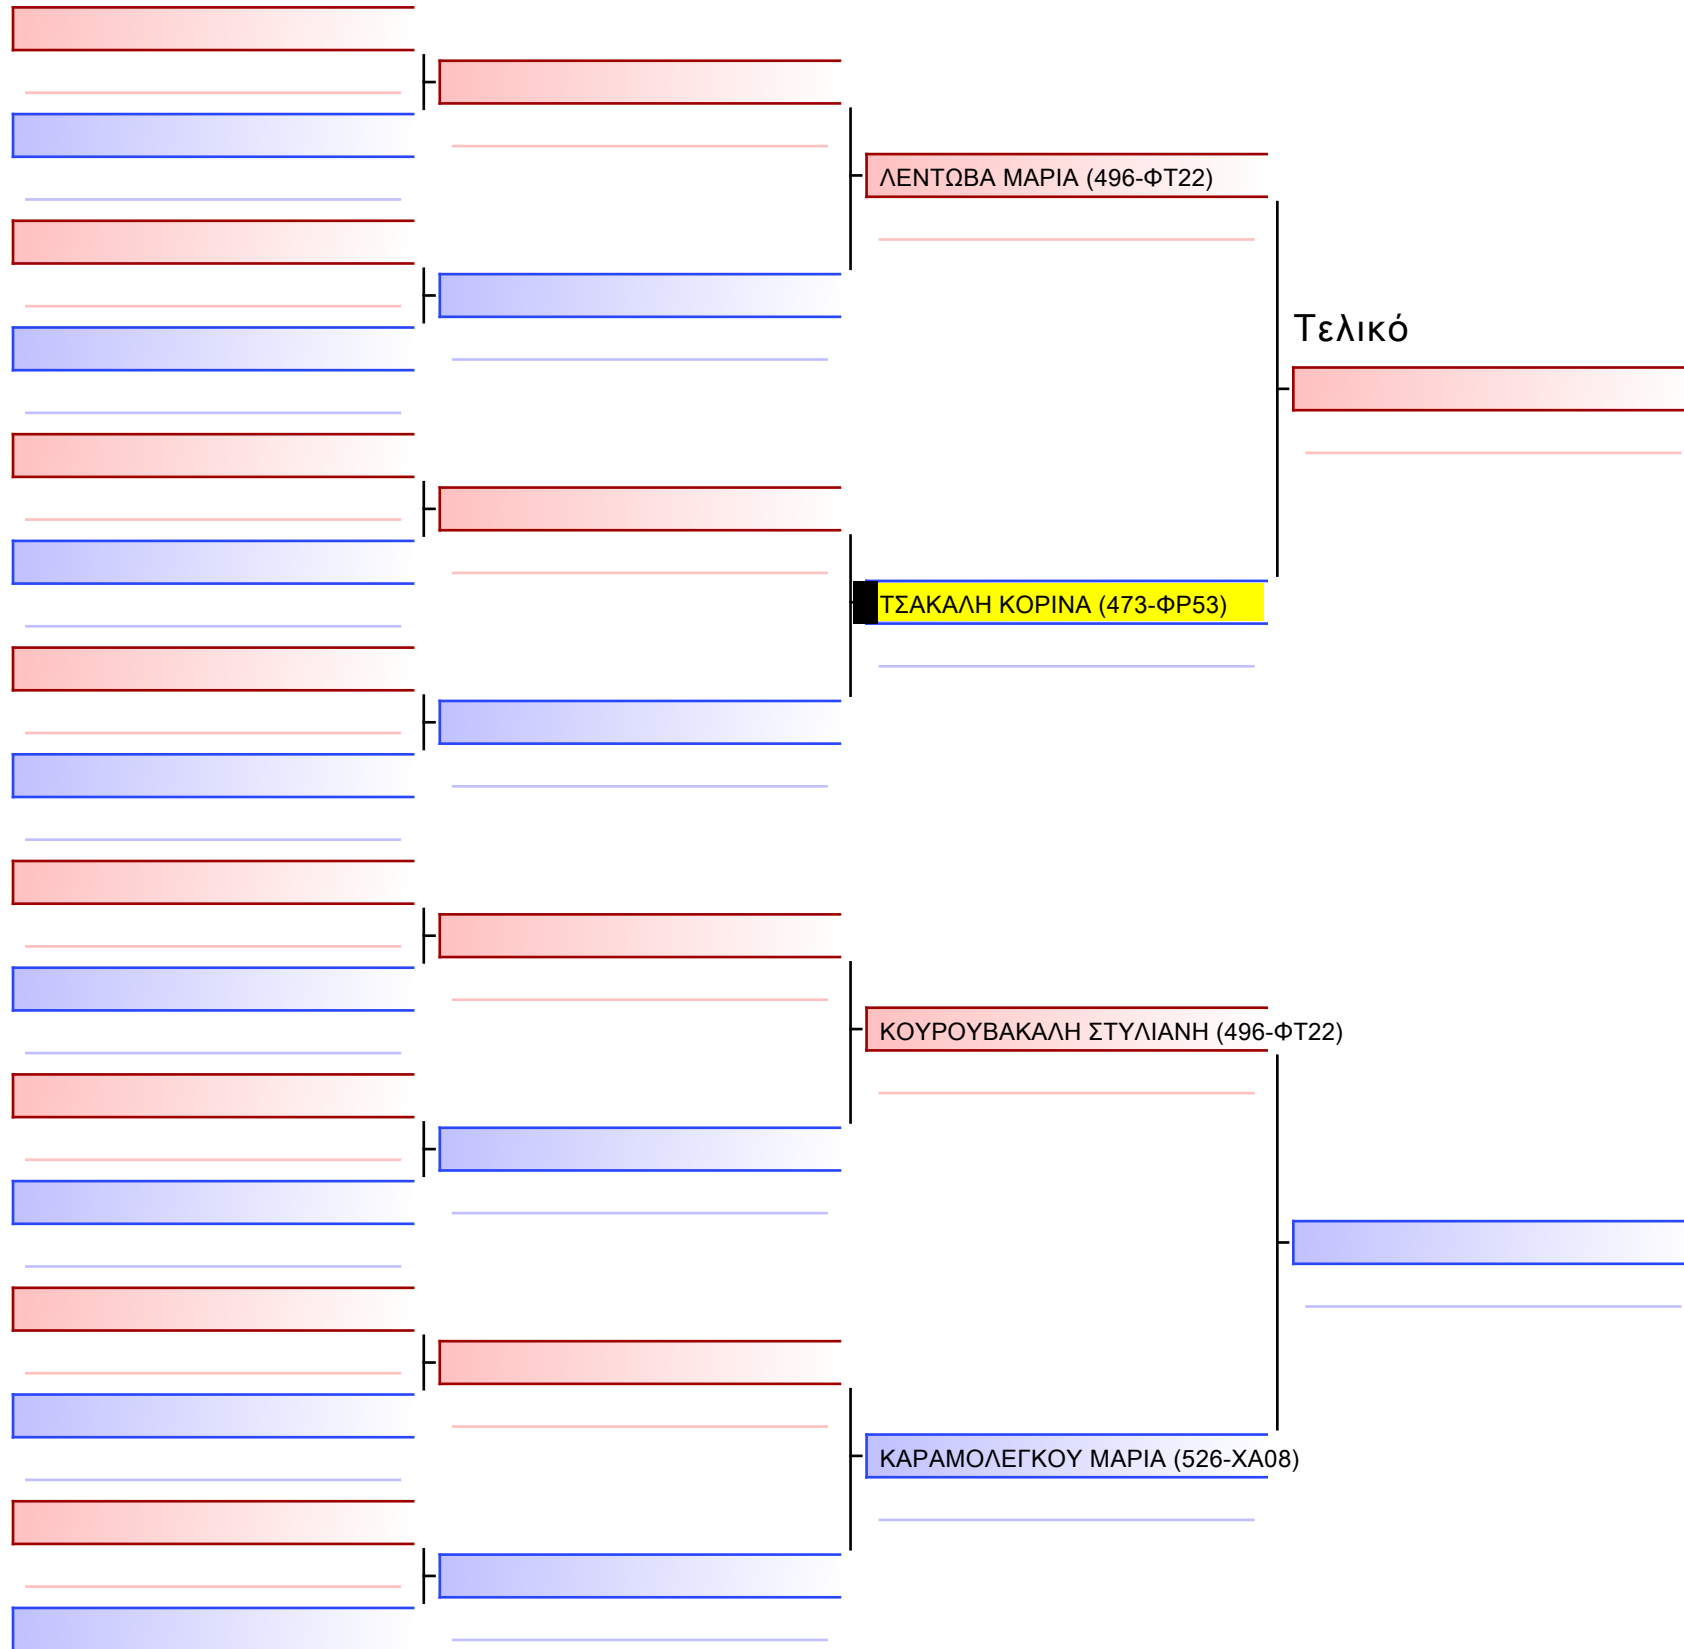 ΛΕΝΤΩΒΑ ΜΑΡΙΑ (496-ΦΤ22)
Τελικό
ΤΣΑΚΑΛΗ ΚΟΡΙΝΑ (473-ΦΡ53)
ΚΟΥΡΟΥΒΑΚΑΛΗ ΣΤΥΛΙΑΝΗ (496-ΦΤ22)
ΚΑΡΑΜΟΛΕΓΚΟΥ ΜΑΡΙΑ (526-ΧΑ08)